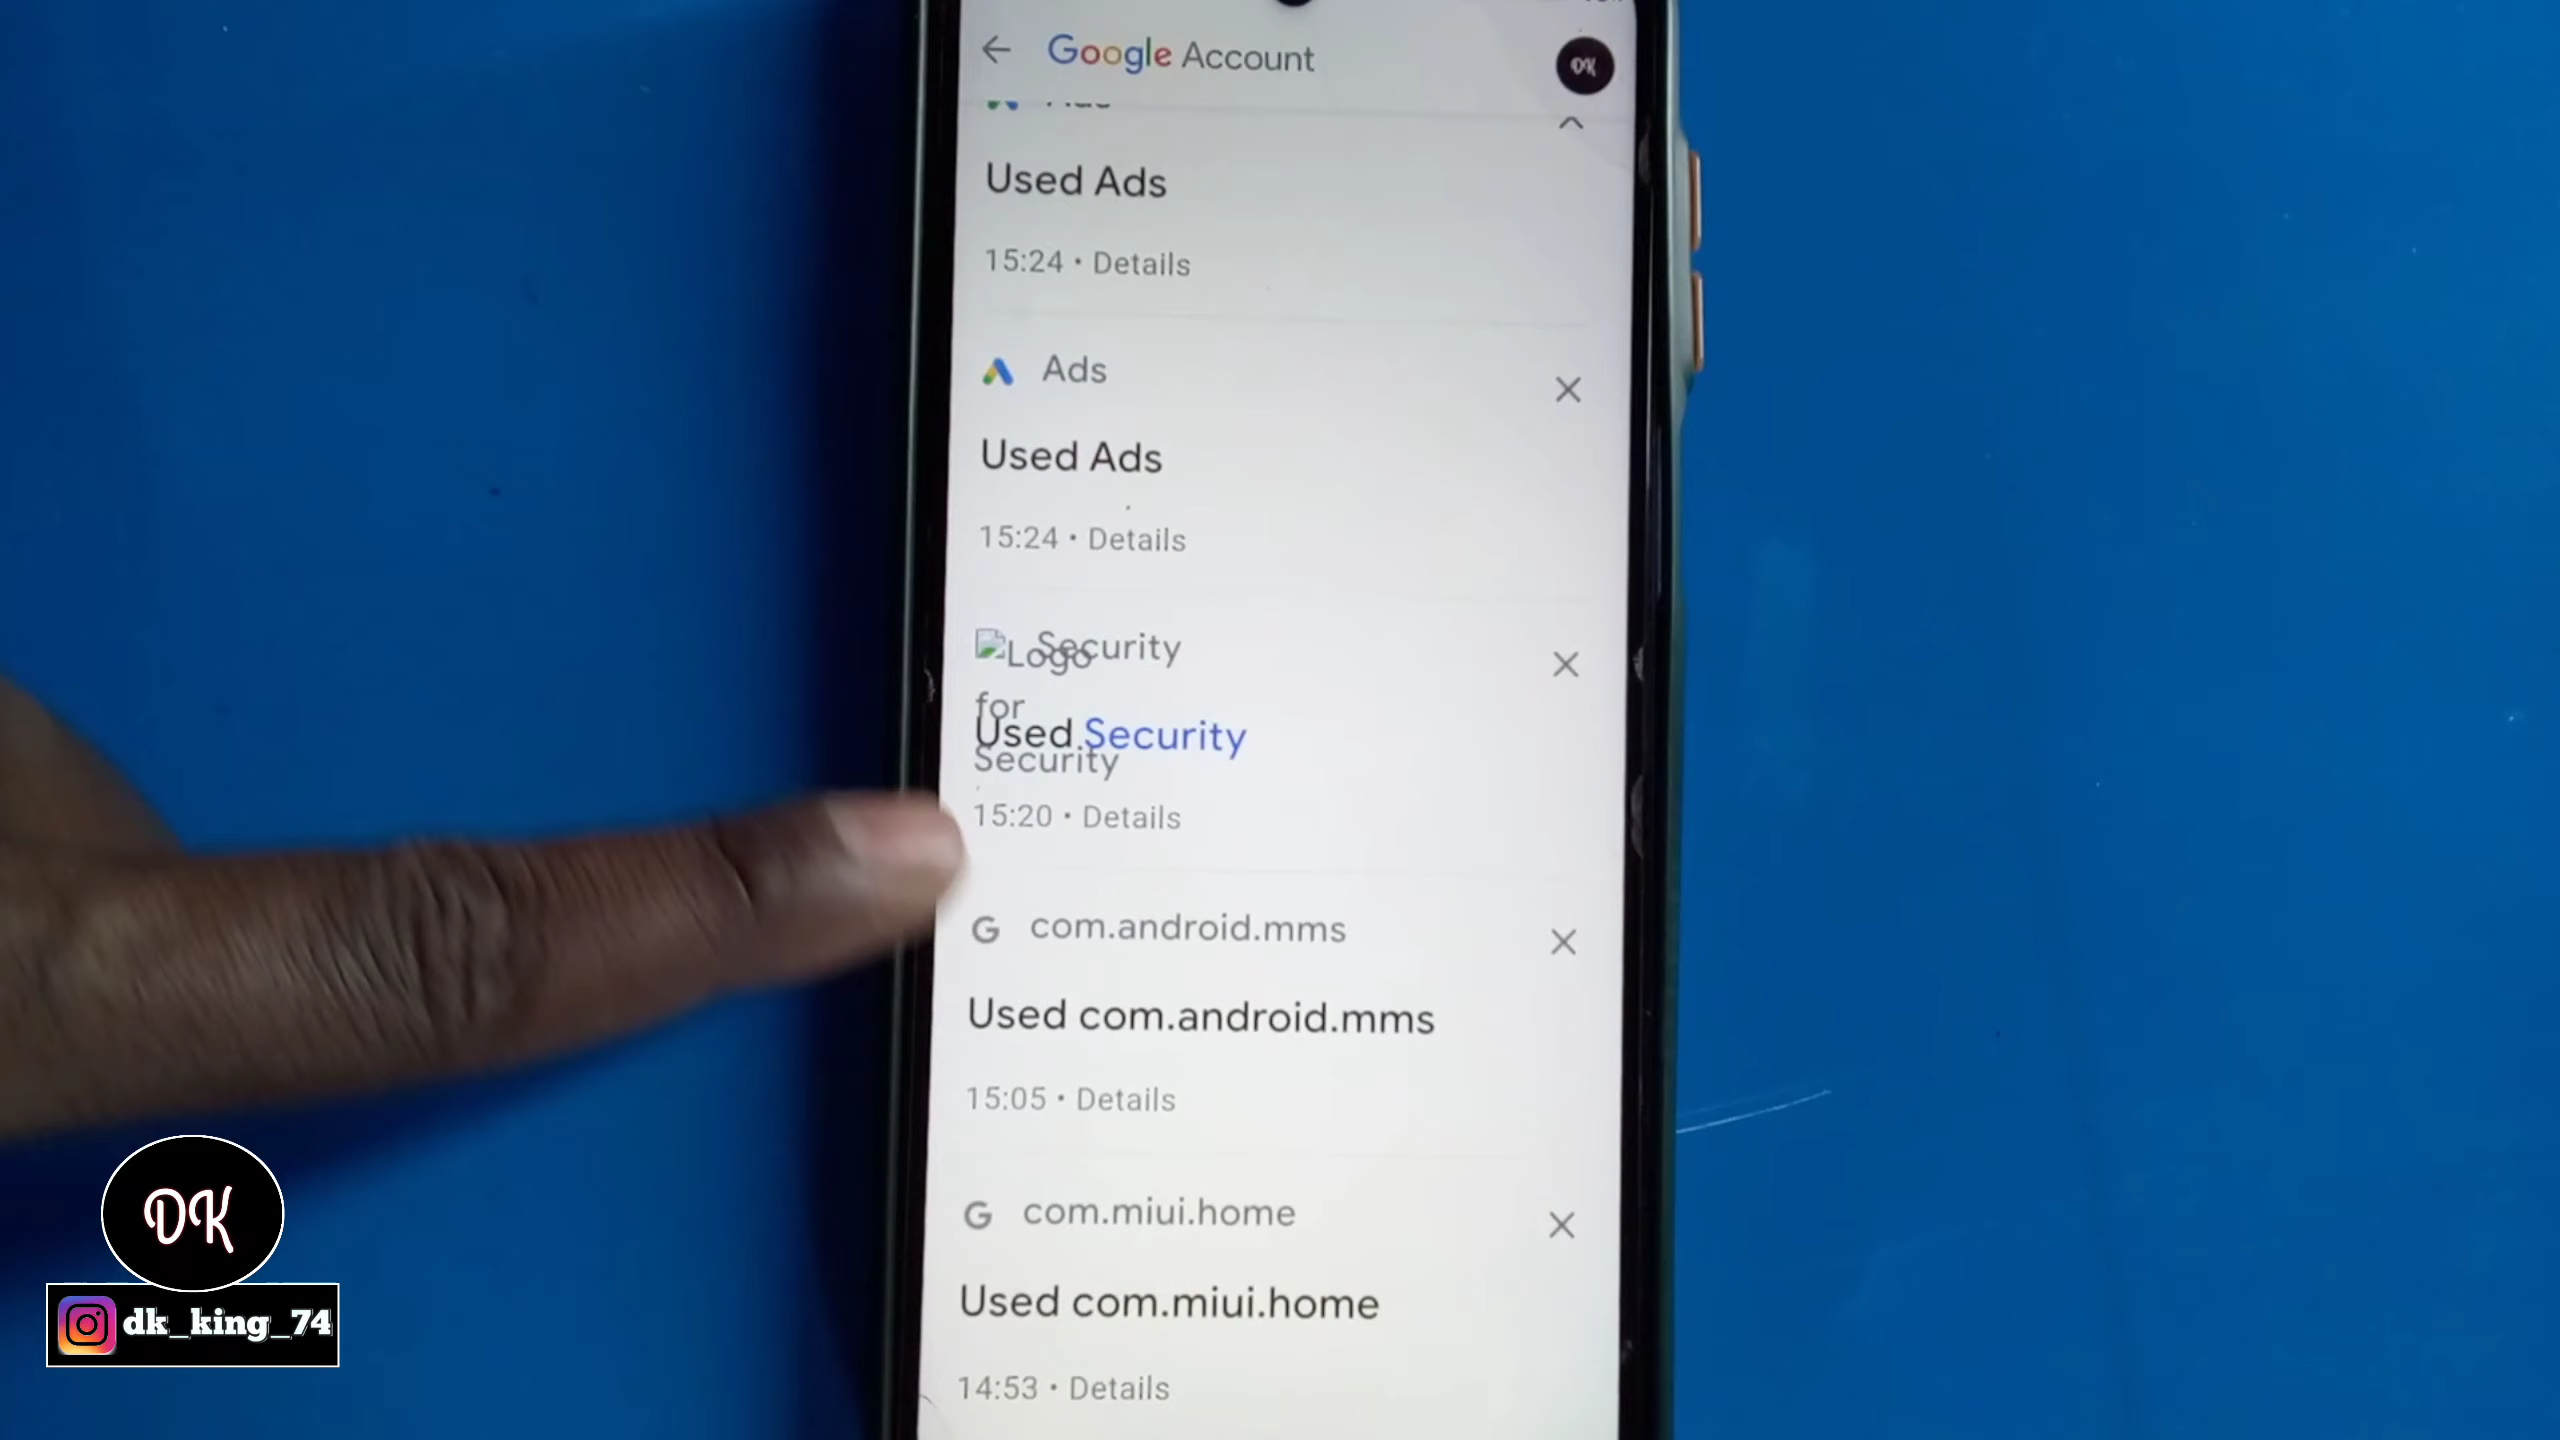 Google Account
DK
Used Ads
15:24 • Details
Ads
Used Ads
15:24 • Details
Security
Logo
for
Used Security
Security
15:20 • Details
com.android.mms
Used com.android.mms
15:05 • Details
com.miui.home
Used com.miui.home
14:53 • Details
DK
dk_king_74